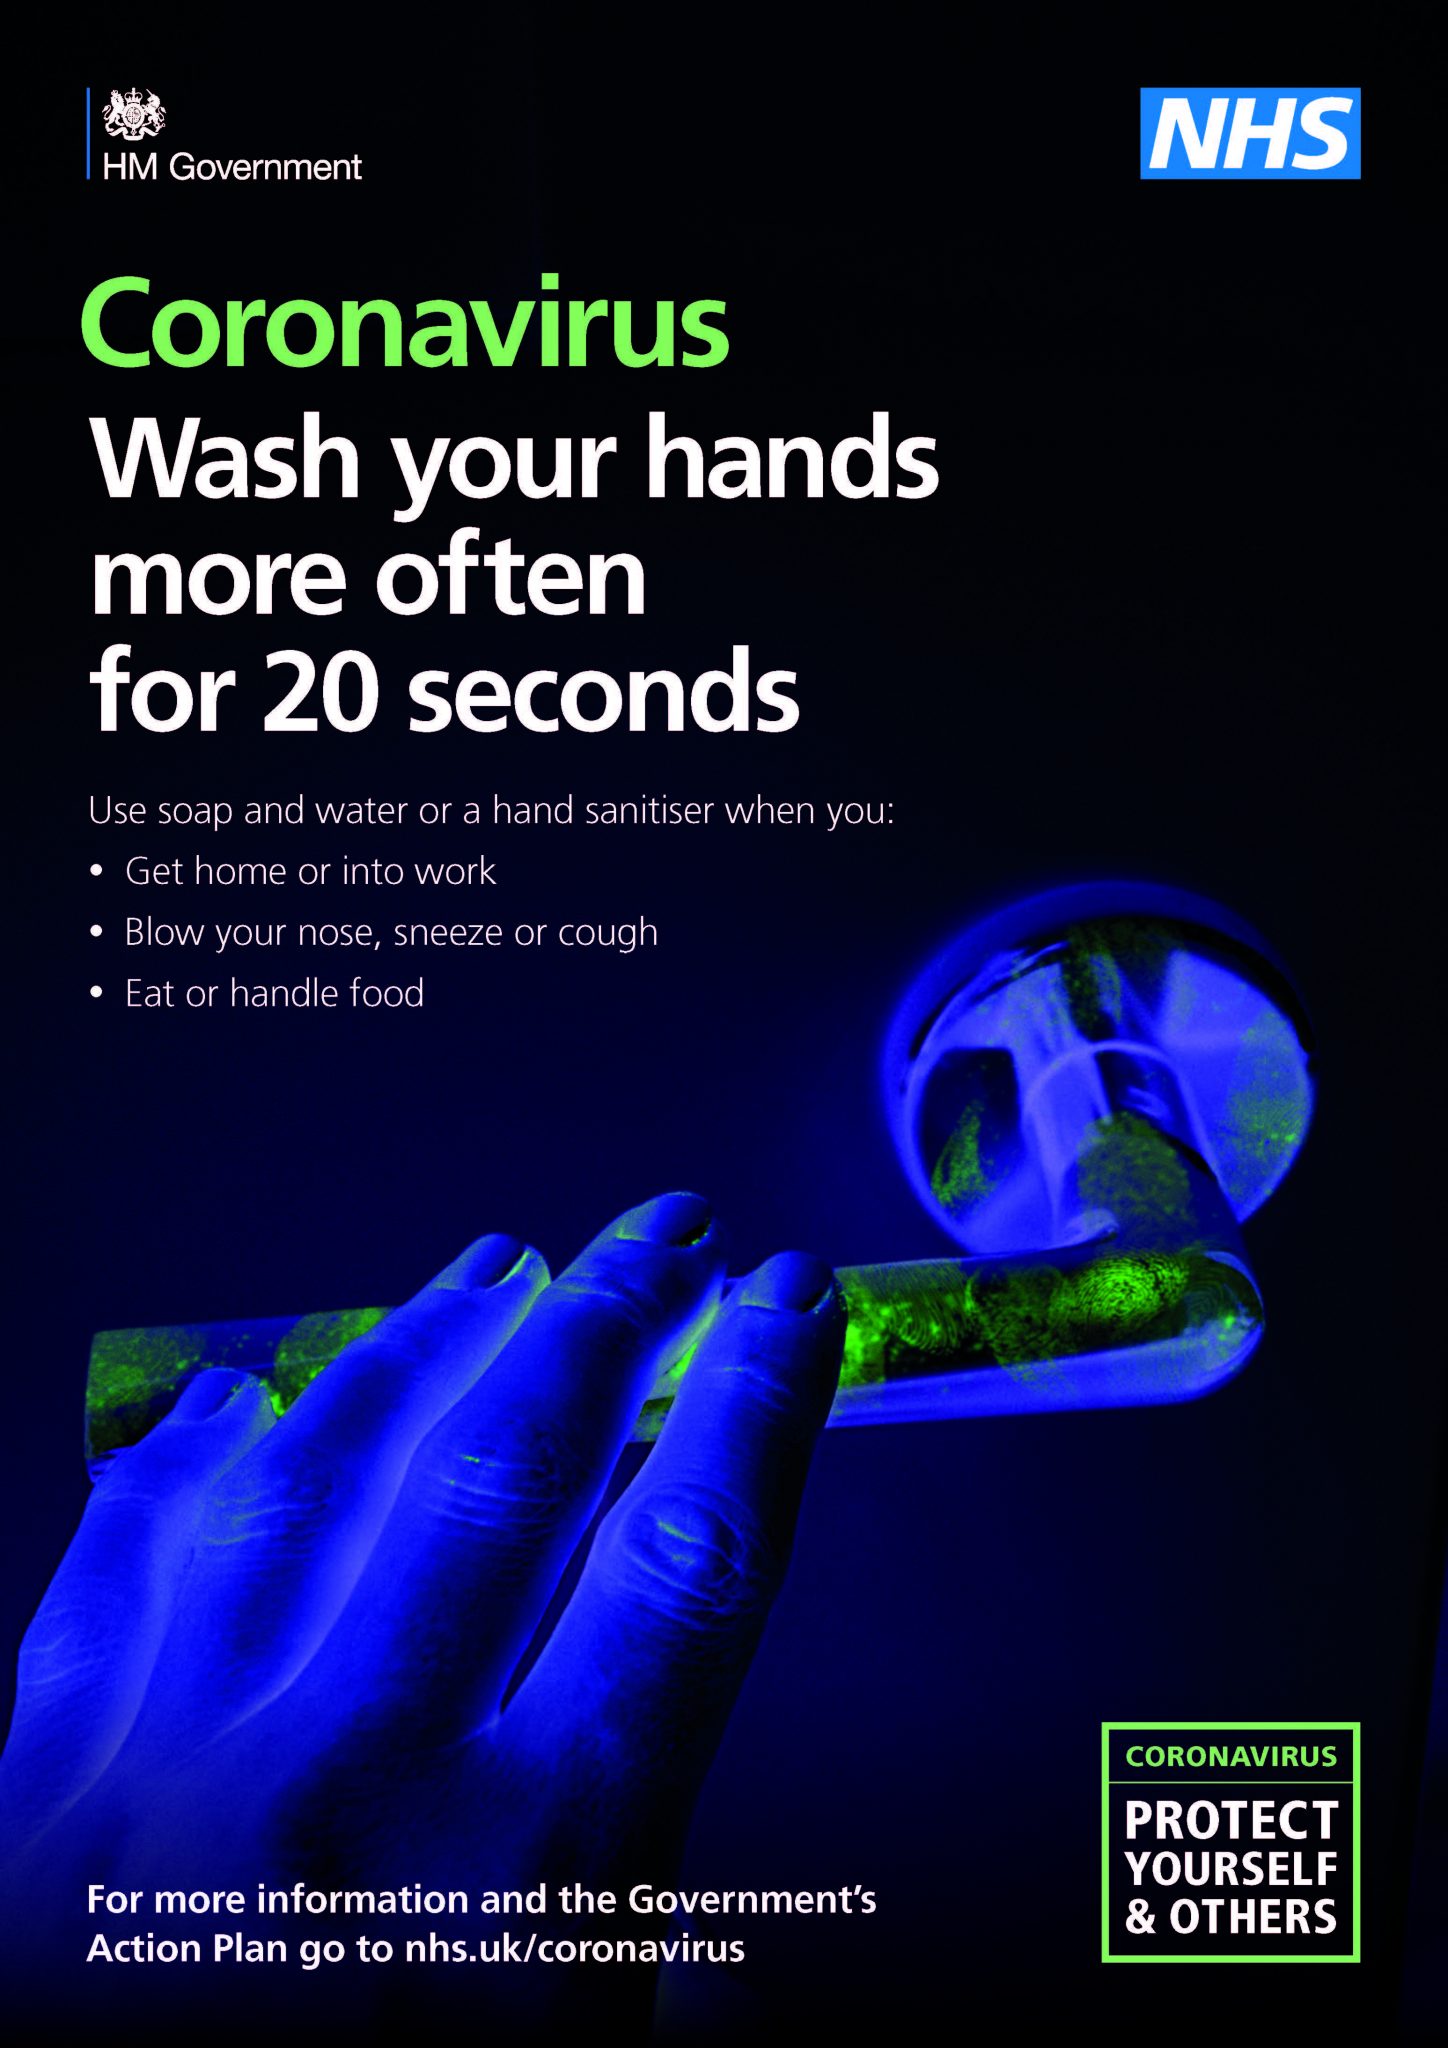 HM Government
NHS
Coronavirus
Wash your hands
more often
for 20 seconds
Use soap and water or a hand sanitiser when you:
• Get home or into work
• Blow your nose, sneeze or cough
• Eat or handle food
CORONAVIRUS
PROTECT
YOURSELF
& OTHERS
For more information and the Government’s
Action Plan go to nhs.uk/coronavirus